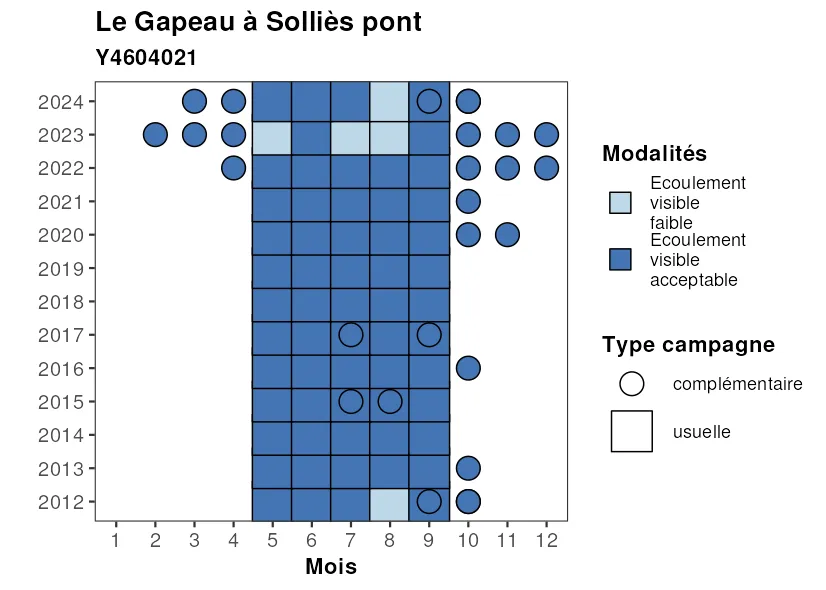 Le Gapeau à Solliès pont
Y4604021
2024
2023
2022
2021
2020
2019
2018
2017
2016
2015
2014
2013
2012
1 2 3 4 5 6 7 8 9 10 11 12
Mois
Modalités
Ecoulement
visible
faible
Ecoulement
visible
acceptable
Type campagne
complémentaire
usuelle